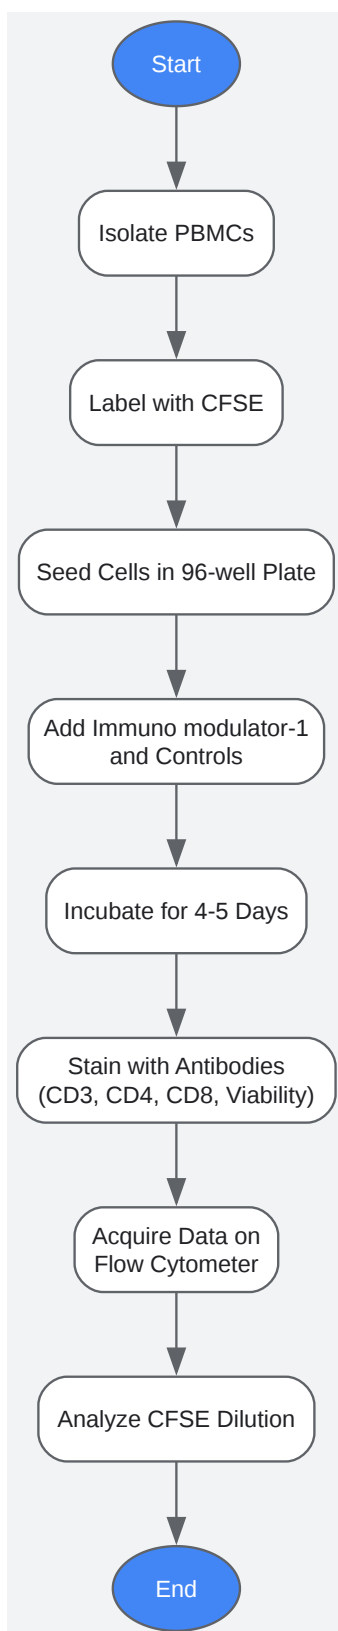 Start
Isolate PBMCs
Label with CFSE
Seed Cells in 96-well Plate
Add Immuno modulator-1
and Controls
Incubate for 4-5 Days
Stain with Antibodies
(CD3, CD4, CD8, Viability)
Acquire Data on
Flow Cytometer
Analyze CFSE Dilution
End